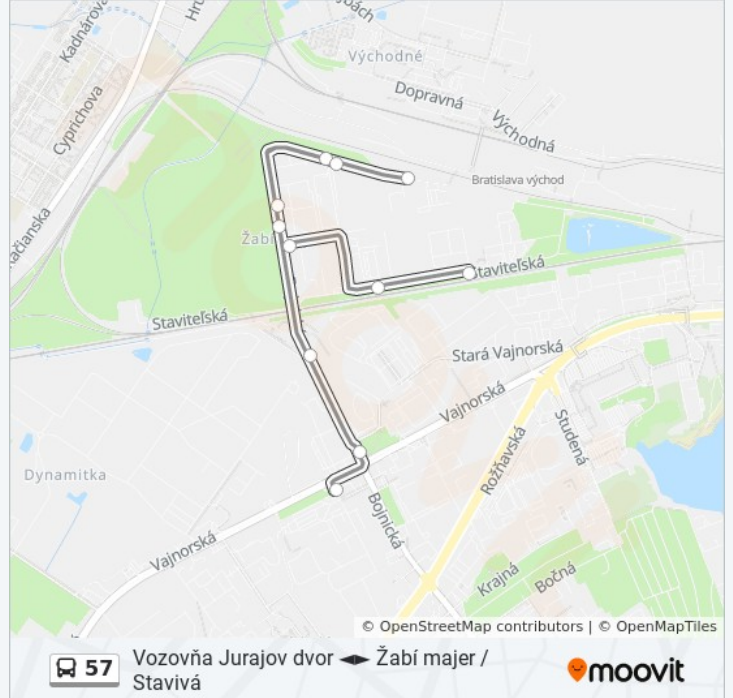 Kadnárova
Cyprichova
Východné
Dopravná
Východná
Bratislava východ
Žabí
Staviteľská
Staviteľská
Stará Vajnorská
Vajnorská
Rožňavská
Studená
Dynamitka
Bojnická
Vajnorská
Krajná
Bočná
© OpenStreetMap contributors | © OpenMapTiles
57
Vozovňa Jurajov dvor ◄► Žabí majer /
Stavivá
moovit